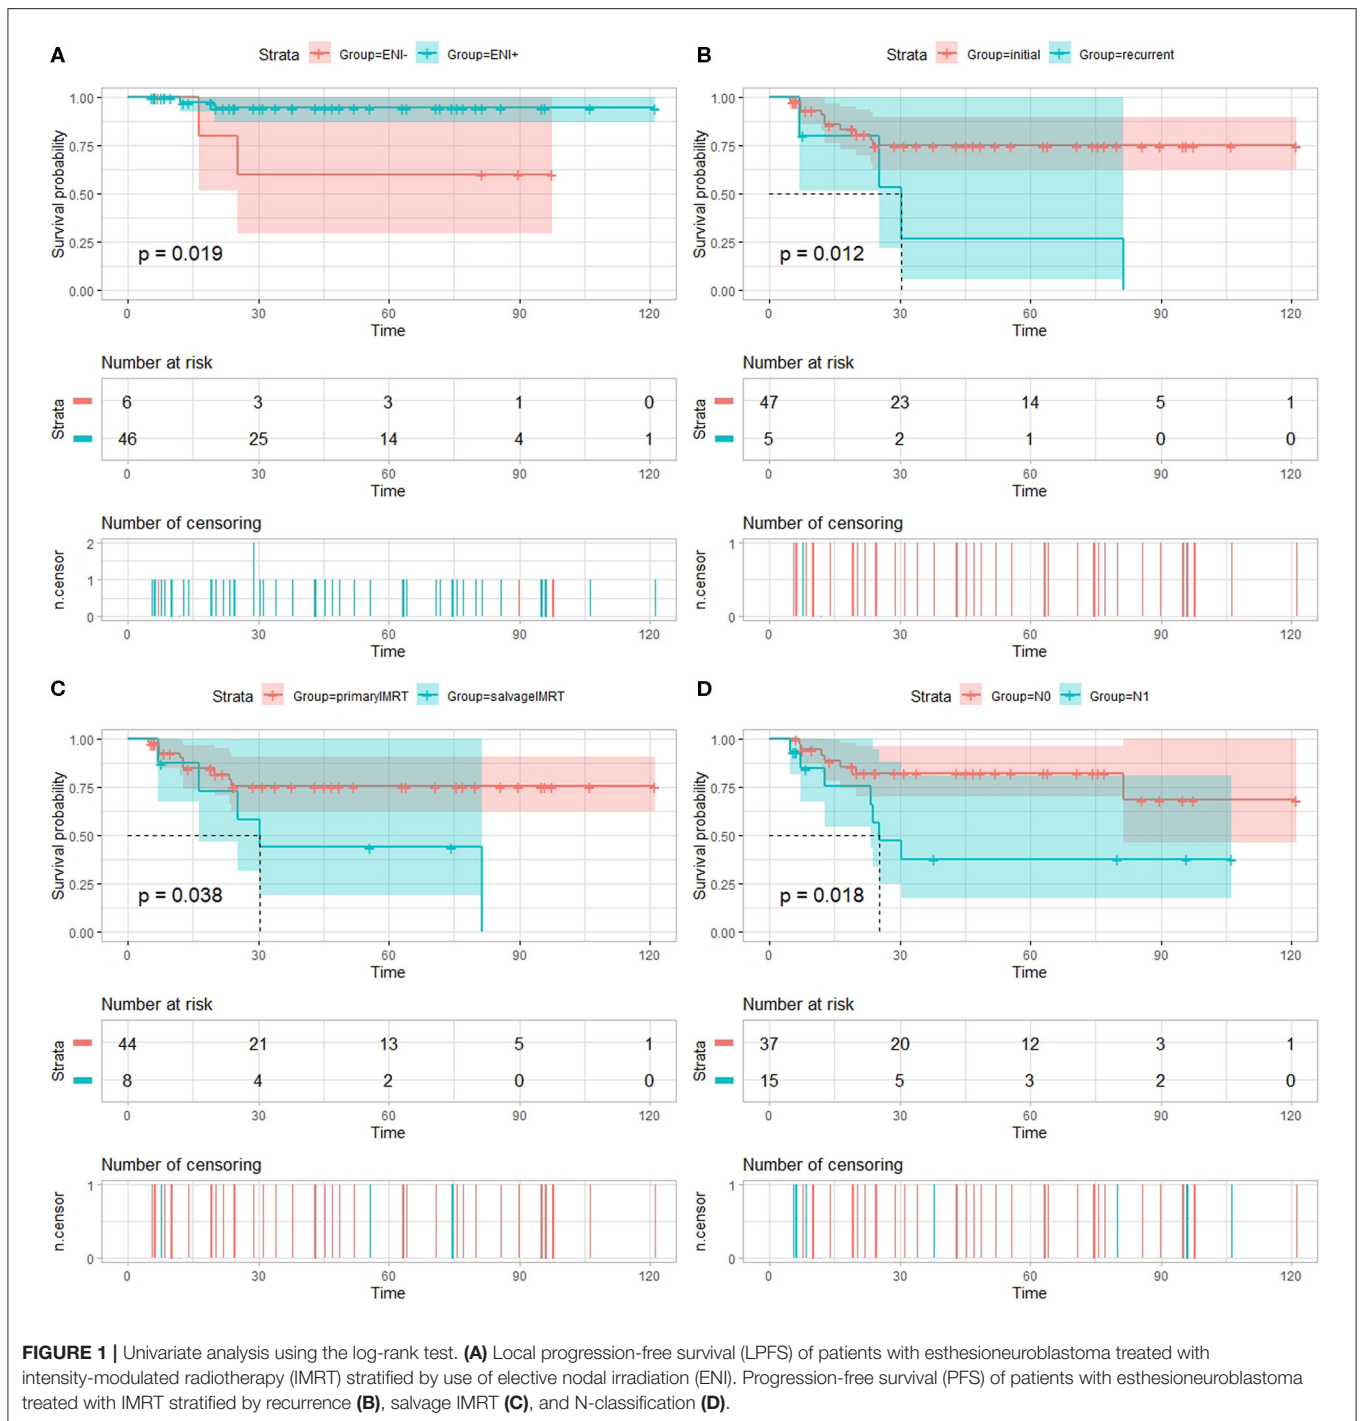 A
Strata Group=ENI- Group=ENI+
1.00
0.75
0.50
0.25
0.00
Survival probability
p = 0.019
0 30 60 90 120
Time
Number at risk
Strata
6 3 3 1 0
46 25 14 4 1
0 30 60 90 120
Time
Number of censoring
n.censor
2
1
0
0 30 60 90 120
Time
B
Strata Group=initial Group=recurrent
1.00
0.75
0.50
0.25
0.00
Survival probability
p = 0.012
0 30 60 90 120
Time
Number at risk
Strata
47 23 14 5 1
5 2 1 0 0
0 30 60 90 120
Time
Number of censoring
n.censor
1
0
0 30 60 90 120
Time
C
Strata Group=primaryIMRT Group=salvageIMRT
1.00
0.75
0.50
0.25
0.00
Survival probability
p = 0.038
0 30 60 90 120
Time
Number at risk
Strata
44 21 13 5 1
8 4 2 0 0
0 30 60 90 120
Time
Number of censoring
n.censor
1
0
0 30 60 90 120
Time
D
Strata Group=N0 Group=N1
1.00
0.75
0.50
0.25
0.00
Survival probability
p = 0.018
0 30 60 90 120
Time
Number at risk
Strata
37 20 12 3 1
15 5 3 2 0
0 30 60 90 120
Time
Number of censoring
n.censor
1
0
0 30 60 90 120
Time
FIGURE 1 | Univariate analysis using the log-rank test. (A) Local progression-free survival (LPFS) of patients with esthesioneuroblastoma treated with
intensity-modulated radiotherapy (IMRT) stratified by use of elective nodal irradiation (ENI). Progression-free survival (PFS) of patients with esthesioneuroblastoma
treated with IMRT stratified by recurrence (B), salvage IMRT (C), and N-classification (D).